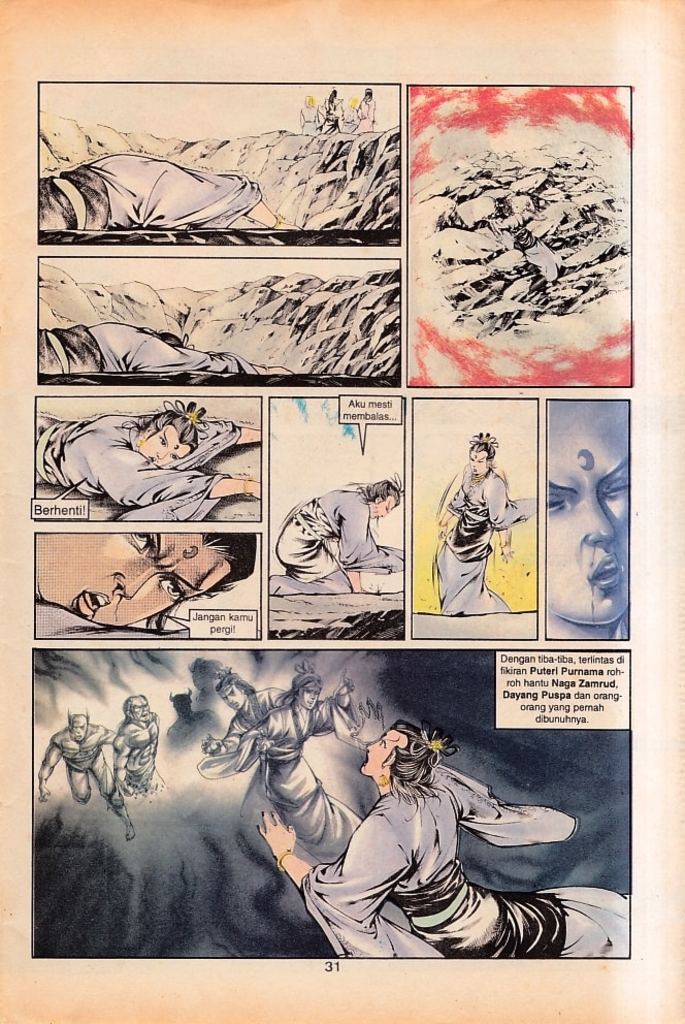 Berhenti!
Jangan kamu
pergi!
Aku mesti
membalas...
Dengan tiba-tiba, terlintas di
fikiran Puteri Purnama roh-
roh hantu Naga Zamrud,
Dayang Puspa dan orang-
orang yang pernah
dibunuhnya.
31